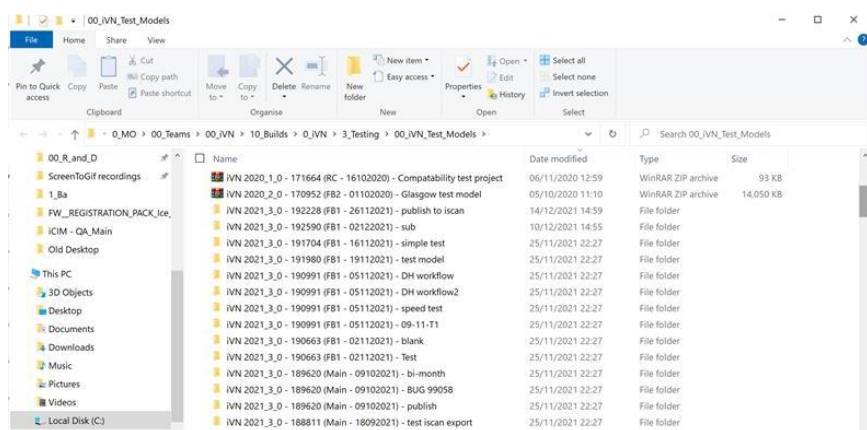 00_iVN_Test_Models
File Home Share View
Pin to Quick access
Copy
Paste
Cut
Copy path
Paste shortcut
Clipboard
Move to
Copy to
Delete
Rename
Organise
New folder
New item
Easy access
New
Properties
Open
Edit
History
Open
Select all
Select none
Invert selection
Select
0_MO > 00_Teams > 00_iVN > 10_Builds > 0_iVN > 3_Testing > 00_iVN_Test_Models >
Search 00_iVN_Test_Models
00_R_and_D
ScreenToGif recordings
1_Ba
FW__REGISTRATION_PACK_Ice_
iCIM - QA_Main
Old Desktop
This PC
3D Objects
Desktop
Documents
Downloads
Music
Pictures
Videos
Local Disk (C:)
Name Date modified Type Size
iVN 2020_1_0 - 171664 (RC - 16102020) - Compatability test project 06/11/2020 12:59 WinRAR ZIP archive 93 KB
iVN 2020_2_0 - 170952 (FB2 - 01102020) - Glasgow test model 05/10/2020 11:10 WinRAR ZIP archive 14,050 KB
iVN 2021_3_0 - 192228 (FB1 - 26112021) - publish to iscan 14/12/2021 14:59 File folder
iVN 2021_3_0 - 192590 (FB1 - 02122021) - sub 10/12/2021 14:55 File folder
iVN 2021_3_0 - 191704 (FB1 - 16112021) - simple test 25/11/2021 22:27 File folder
iVN 2021_3_0 - 191980 (FB1 - 19112021) - test model 25/11/2021 22:27 File folder
iVN 2021_3_0 - 190991 (FB1 - 05112021) - DH workflow 25/11/2021 22:27 File folder
iVN 2021_3_0 - 190991 (FB1 - 05112021) - DH workflow2 25/11/2021 22:27 File folder
iVN 2021_3_0 - 190991 (FB1 - 05112021) - speed test 25/11/2021 22:27 File folder
iVN 2021_3_0 - 190991 (FB1 - 05112021) - 09-11-T1 25/11/2021 22:27 File folder
iVN 2021_3_0 - 190663 (FB1 - 02112021) - blank 25/11/2021 22:27 File folder
iVN 2021_3_0 - 190663 (FB1 - 02112021) - Test 25/11/2021 22:27 File folder
iVN 2021_3_0 - 189620 (Main - 09102021) - bi-month 25/11/2021 22:27 File folder
iVN 2021_3_0 - 189620 (Main - 09102021) - BUG 99058 25/11/2021 22:27 File folder
iVN 2021_3_0 - 189620 (Main - 09102021) - publish 25/11/2021 22:27 File folder
iVN 2021_3_0 - 188811 (Main - 18092021) - test iscan export 25/11/2021 22:27 File folder